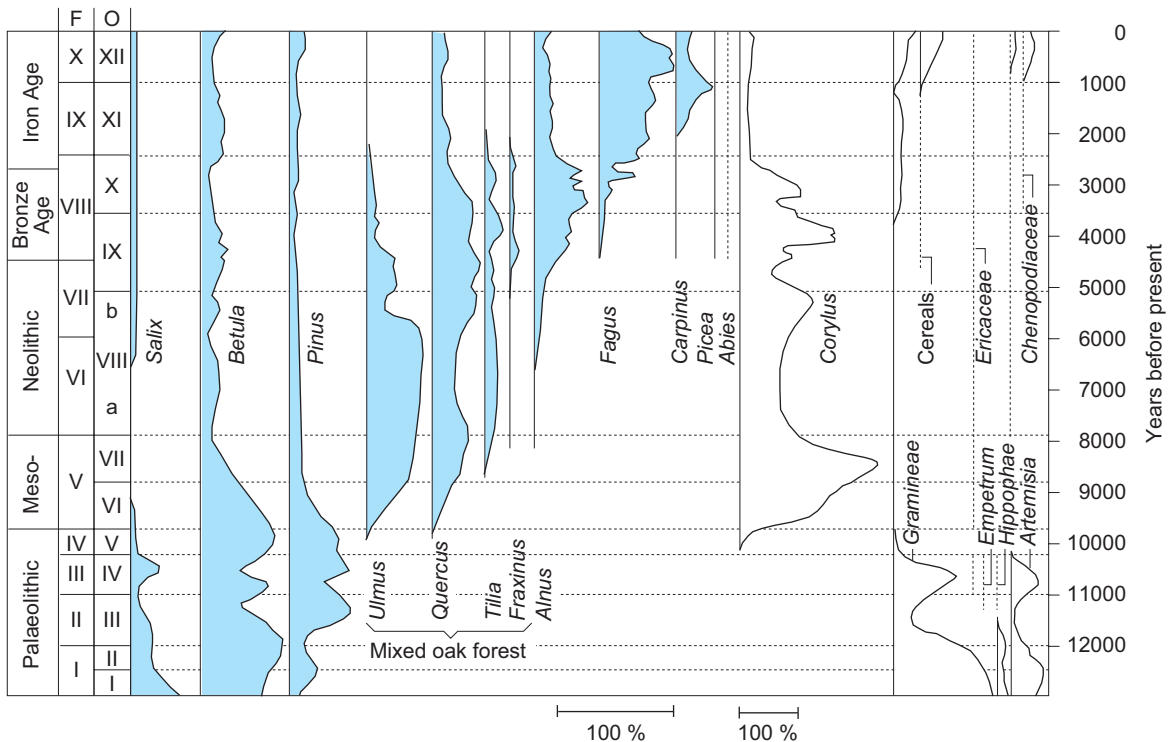 F O
Iron Age
Bronze
Age
Neolithic
Meso-
Palaeolithic
X
IX
VIII
VII
VI
V
IV
III
II
I
XII
XI
X
IX
b
VIII
a
VII
VI
V
IV
III
II
I
Salix
Betula
Pinus
Ulmus
Quercus
Tilia
Fraxinus
Alnus
Mixed oak forest
Fagus
Carpinus
Picea
Abies
Corylus
Gramineae
Cereals
Empetrum
Ericaceae
Hippophae
Artemisia
Chenopodiaceae
0
1000
2000
3000
4000
5000
6000
7000
8000
9000
10000
11000
12000
Years before present
100 %
100 %